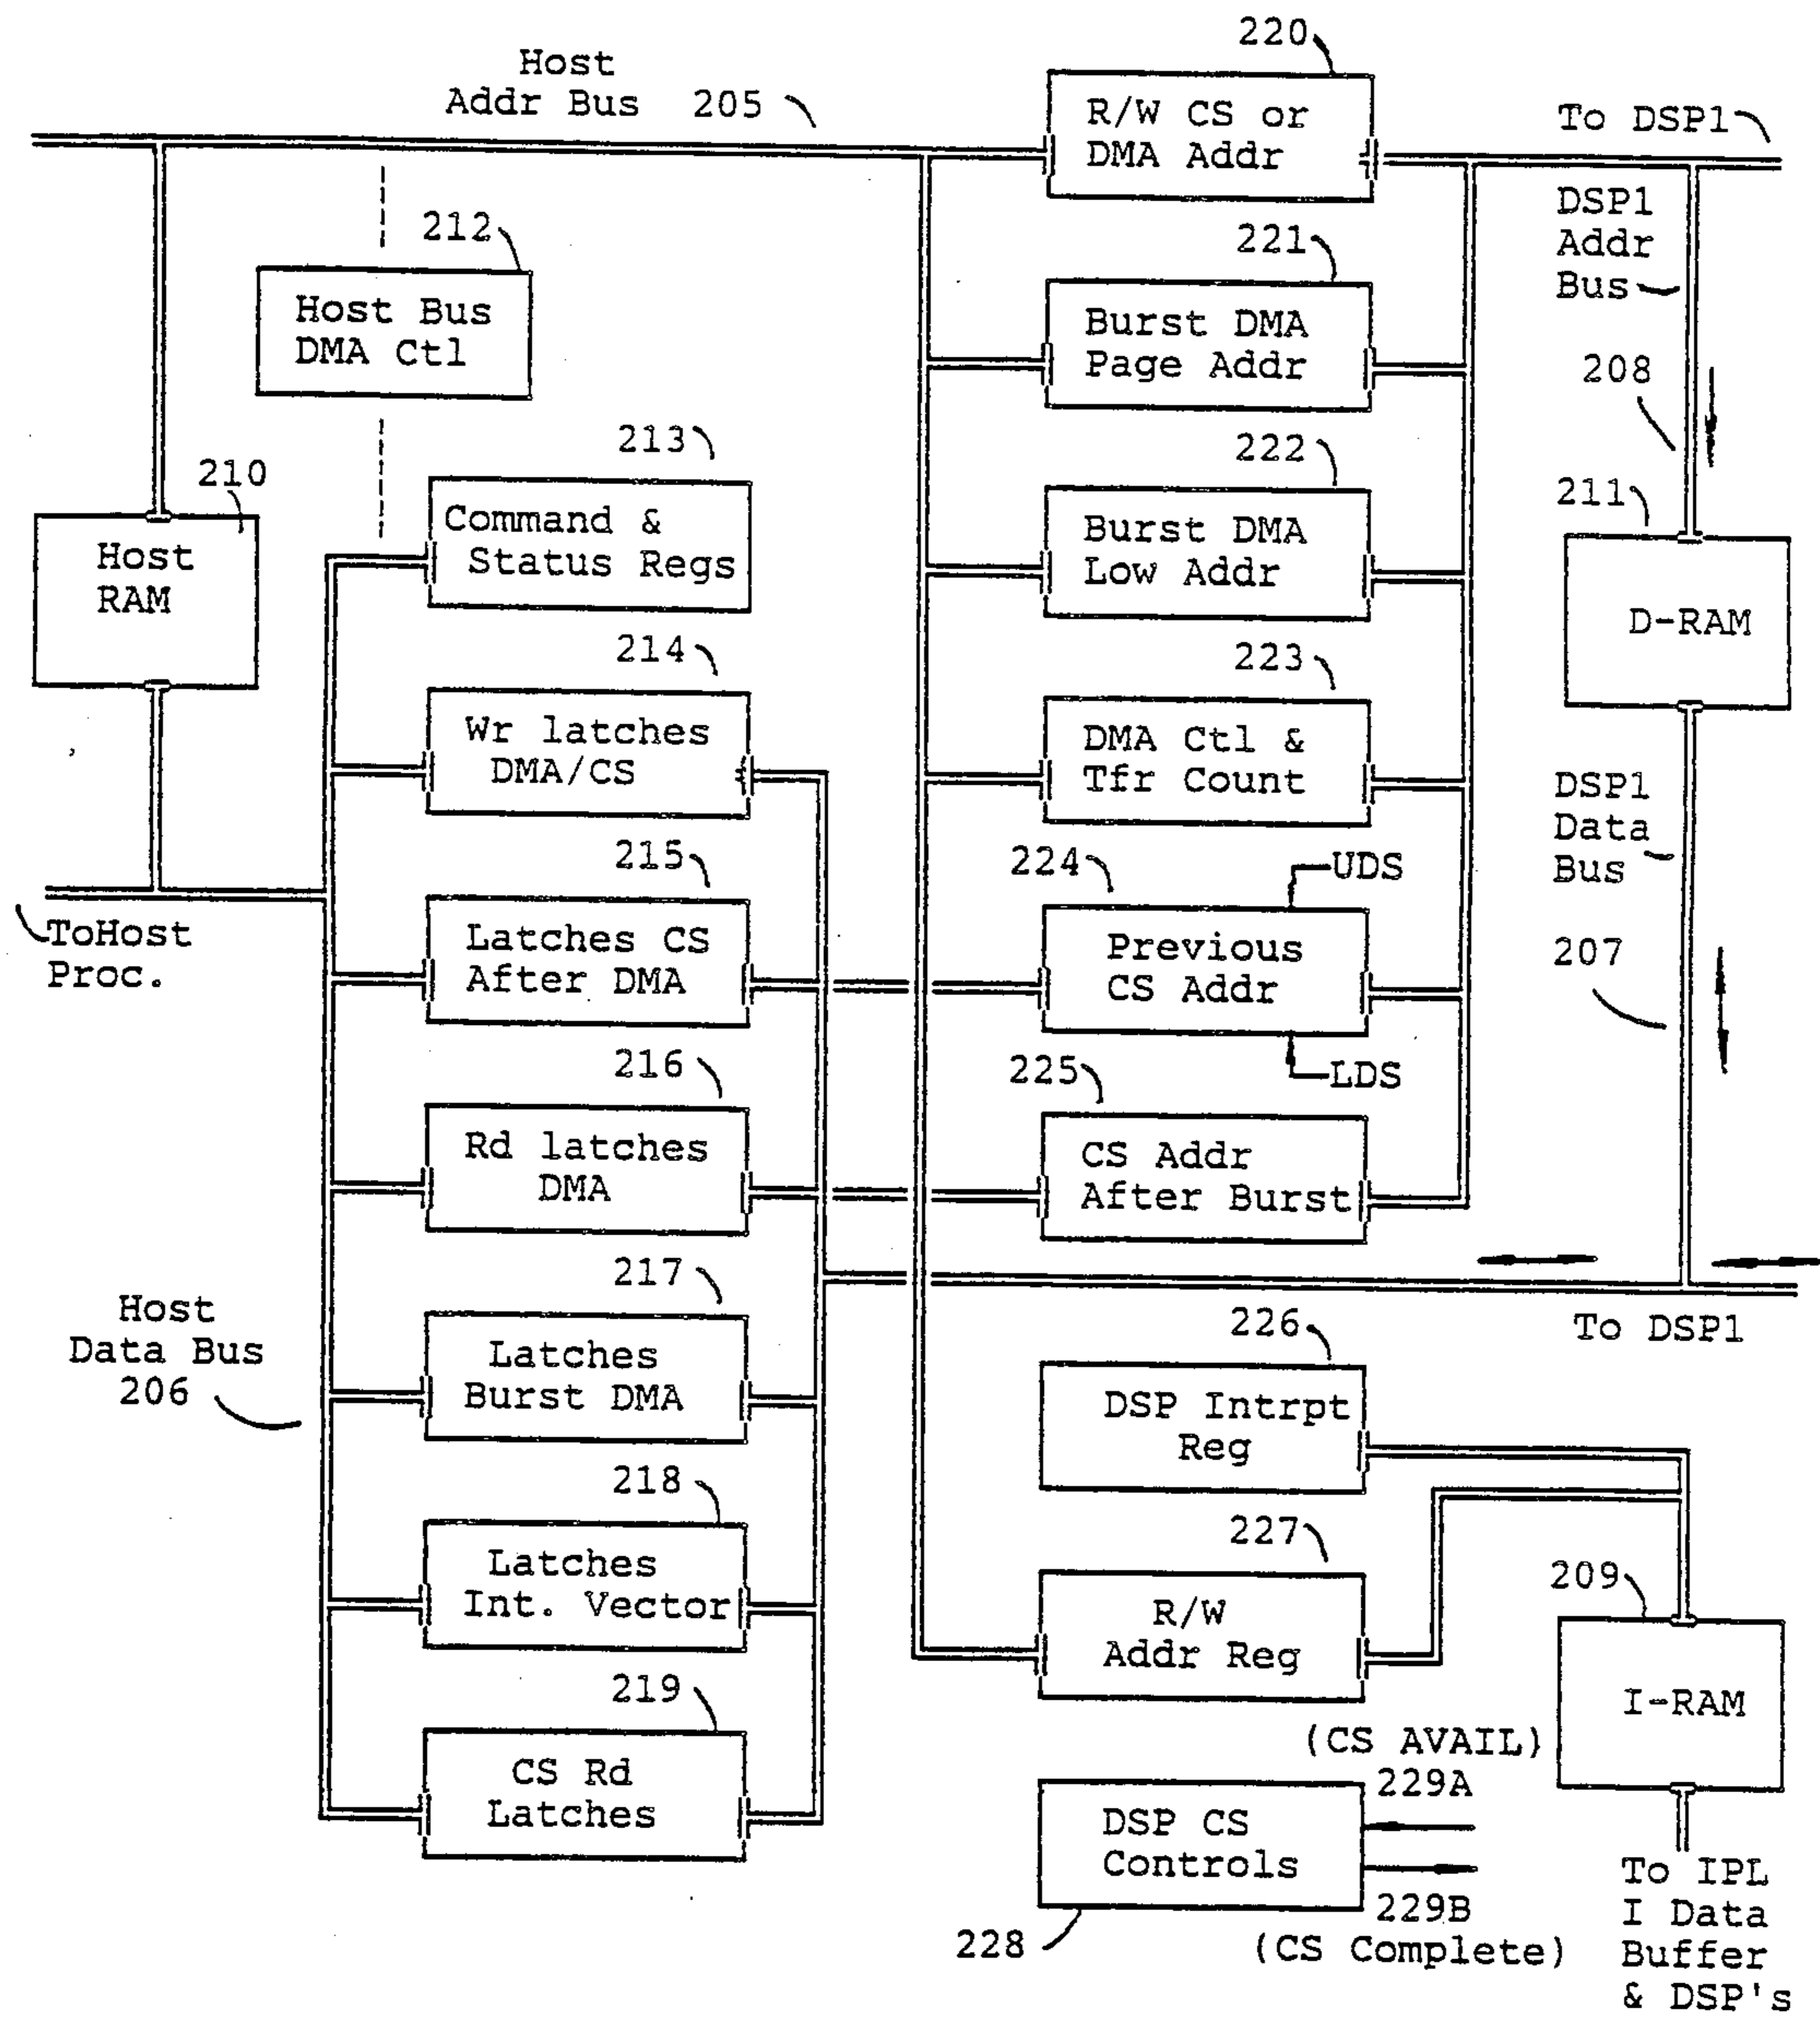 220
Host
Addr Bus 205
R/W CS or
DMA Addr
To DSP1
212
Host Bus
DMA Ctl
221
Burst DMA
Page Addr
DSP1
Addr
Bus
208
213
Command &
Status Regs
222
Burst DMA
Low Addr
210
Host
RAM
211
D-RAM
214
Wr latches
DMA/CS
223
DMA Ctl &
Tfr Count
DSP1
Data
Bus
215
Latches CS
After DMA
224
UDS
Previous
CS Addr
LDS
207
ToHost
Proc.
216
Rd latches
DMA
225
CS Addr
After Burst
217
Latches
Burst DMA
Host
Data Bus
206
To DSP1
226
DSP Intrpt
Reg
218
Latches
Int. Vector
227
R/W
Addr Reg
209
I-RAM
219
CS Rd
Latches
(CS AVAIL)
229A
DSP CS
Controls
229B
(CS Complete)
228
To IPL
I Data
Buffer
& DSP's